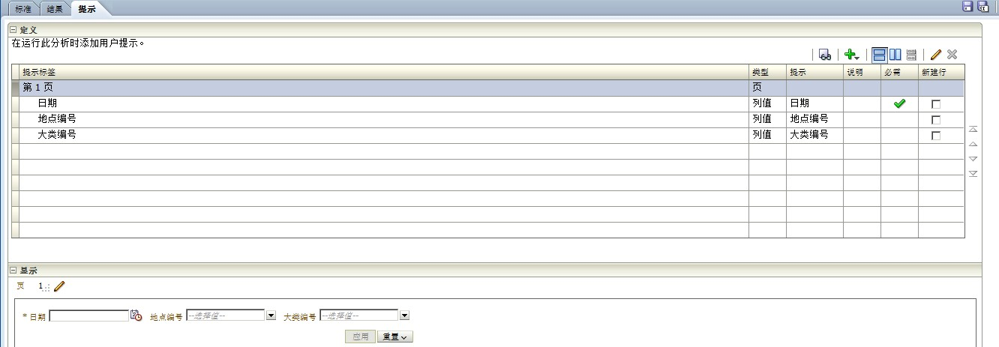 标准 结果 提示
定义
在运行此分析时添加用户提示。
提示标签 类型 提示 说明 必需 新建行
第 1 页 页
日期 列值 日期
地点编号 列值 地点编号
大类编号 列值 大类编号
显示
页 1
* 日期 地点编号 --选择值-- 大类编号 --选择值--
应用 重置